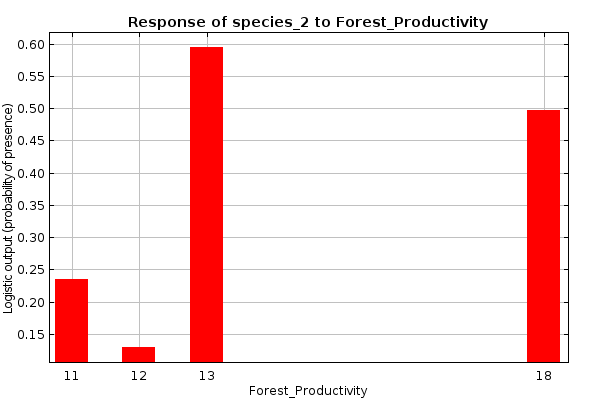 Response of species_2 to Forest_Productivity
Logistic output (probability of presence)
0.60
0.55
0.50
0.45
0.40
0.35
0.30
0.25
0.20
0.15
11 12 13 18
Forest_Productivity